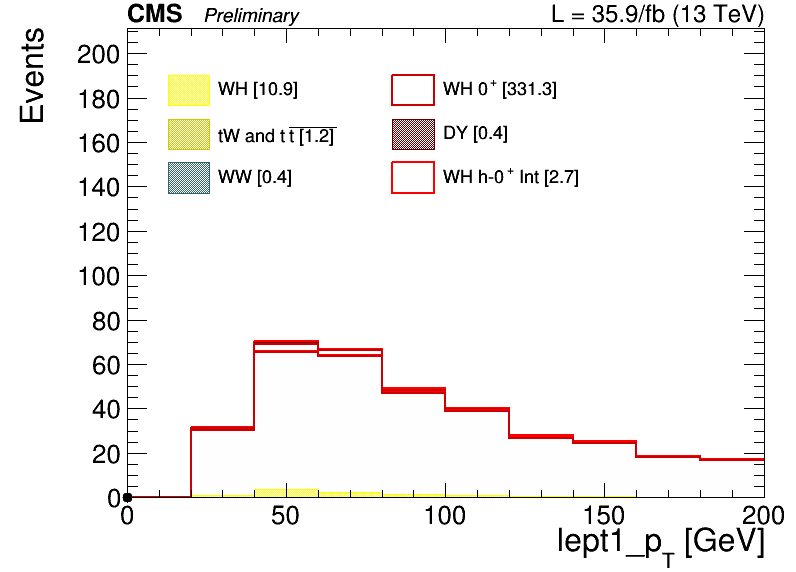 CMS Preliminary L = 35.9/fb (13 TeV)
Events
200
180
160
140
120
100
80
60
40
20
0
WH [10.9]
WH 0+ [331.3]
tW and t t [1.2]
DY [0.4]
WW [0.4]
WH h-0+ Int [2.7]
0 50 100 150 200
lept1_pT [GeV]